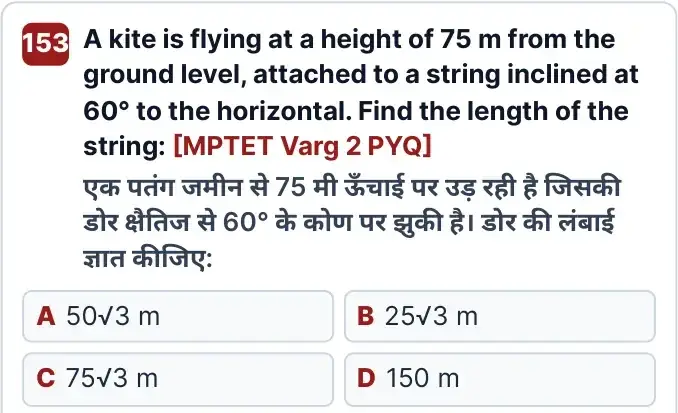 153 A kite is flying at a height of 75 m from the
ground level, attached to a string inclined at
60° to the horizontal. Find the length of the
string: [MPTET Varg 2 PYQ]
एक पतंग जमीन से 75 मी ऊँचाई पर उड़ रही है जिसकी
डोर क्षैतिज से 60° के कोण पर झुकी है। डोर की लंबाई
ज्ञात कीजिए:
A 50√3 m
B 25√3 m
C 75√3 m
D 150 m